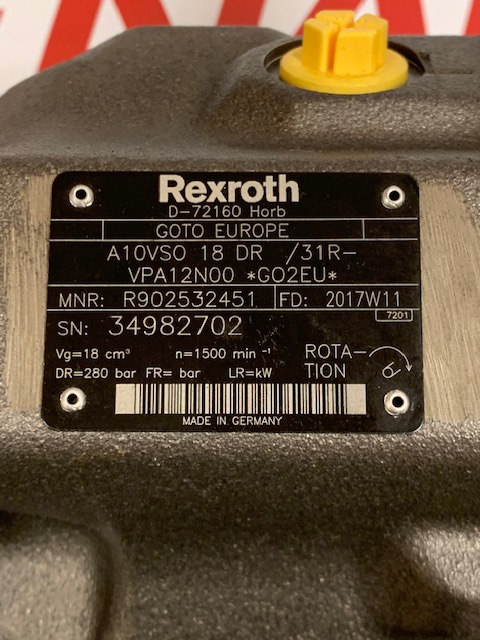 Rexroth
D-72160 Horb
GOTO EUROPE
A10VSO 18 DR /31R-
VPA12N00 *GO2EU*
MNR: R902532451 FD: 2017W11
7201
SN: 34982702
Vg=18 cm³ n=1500 min⁻¹ ROTA-
DR=280 bar FR= bar LR=kW TION
MADE IN GERMANY